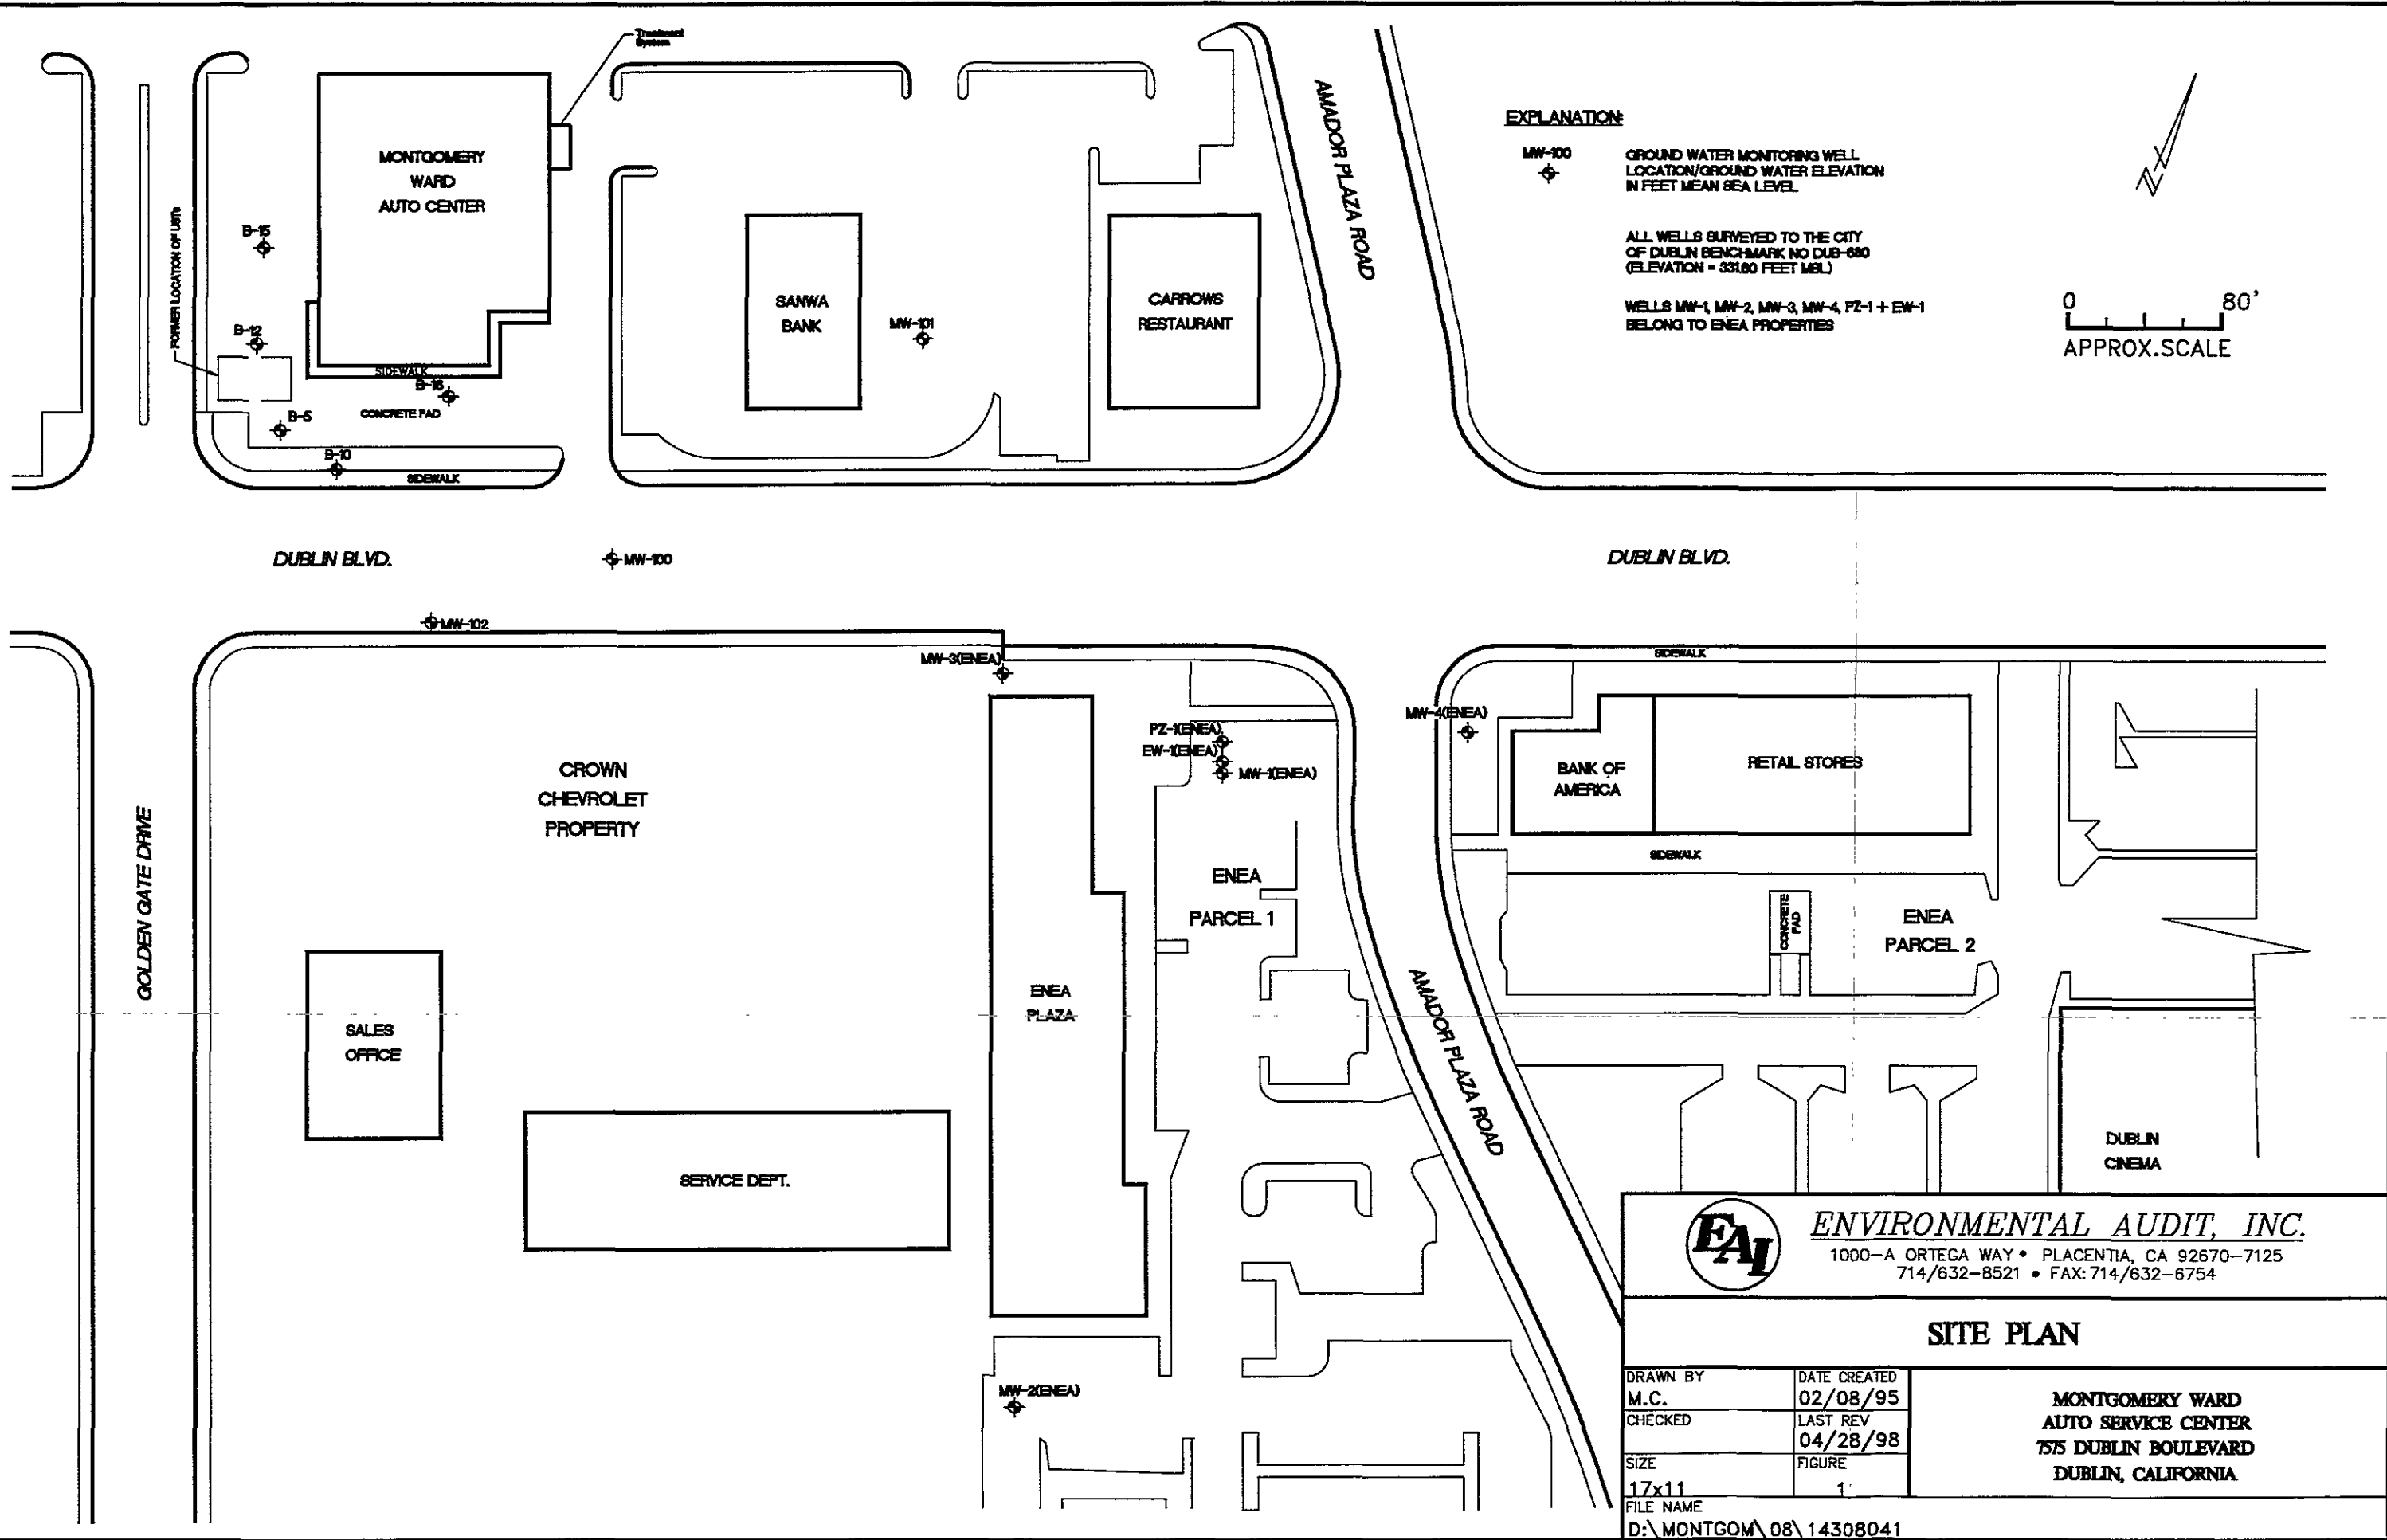 Treatment
System
MONTGOMERY
WARD
AUTO CENTER
FORMER LOCATION OF USTs
B-15
B-12
SIDEWALK
B-16
CONCRETE PAD
B-5
B-10
SIDEWALK
SANWA
BANK
MW-101
CARROWS
RESTAURANT
AMADOR PLAZA ROAD
EXPLANATION:
MW-100
GROUND WATER MONITORING WELL
LOCATION/GROUND WATER ELEVATION
IN FEET MEAN SEA LEVEL
ALL WELLS SURVEYED TO THE CITY
OF DUBLIN BENCHMARK NO DUB-680
(ELEVATION = 331.60 FEET MSL)
WELLS MW-1, MW-2, MW-3, MW-4, PZ-1 + EW-1
BELONG TO ENEA PROPERTIES
N
0 80'
APPROX.SCALE
DUBLIN BLVD.
MW-100
DUBLIN BLVD.
MW-102
MW-3(ENEA)
SIDEWALK
PZ-1(ENEA)
EW-1(ENEA)
MW-1(ENEA)
MW-4(ENEA)
BANK OF
AMERICA
RETAIL STORES
SIDEWALK
CROWN
CHEVROLET
PROPERTY
GOLDEN GATE DRIVE
ENEA
PARCEL 1
CONCRETE
PAD
ENEA
PARCEL 2
SALES
OFFICE
ENEA
PLAZA
AMADOR PLAZA ROAD
SERVICE DEPT.
DUBLIN
CINEMA
MW-2(ENEA)
EAI
ENVIRONMENTAL AUDIT, INC.
1000-A ORTEGA WAY • PLACENTIA, CA 92670-7125
714/632-8521 • FAX: 714/632-6754
SITE PLAN
DRAWN BY
M.C.
DATE CREATED
02/08/95
CHECKED
LAST REV
04/28/98
SIZE
17x11
FIGURE
1
MONTGOMERY WARD
AUTO SERVICE CENTER
7575 DUBLIN BOULEVARD
DUBLIN, CALIFORNIA
FILE NAME
D:\MONTGOM\08\14308041